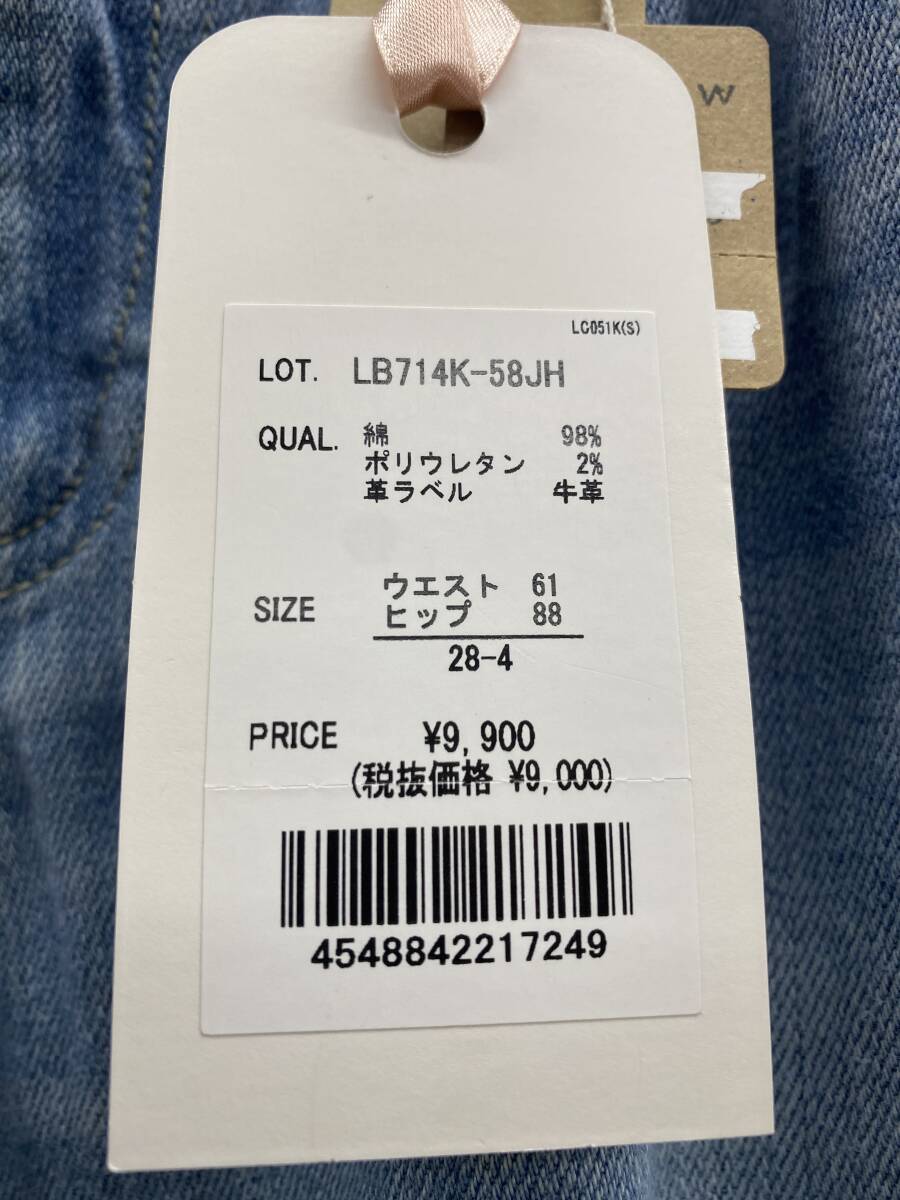 W
LC051K(S)
LOT. LB714K-58JH
QUAL. 綿 98%
ポリウレタン 2%
革ラベル 牛革
ウエスト 61
SIZE ヒップ 88
28-4
PRICE ¥9,900
(税抜価格 ¥9,000)
4548842217249